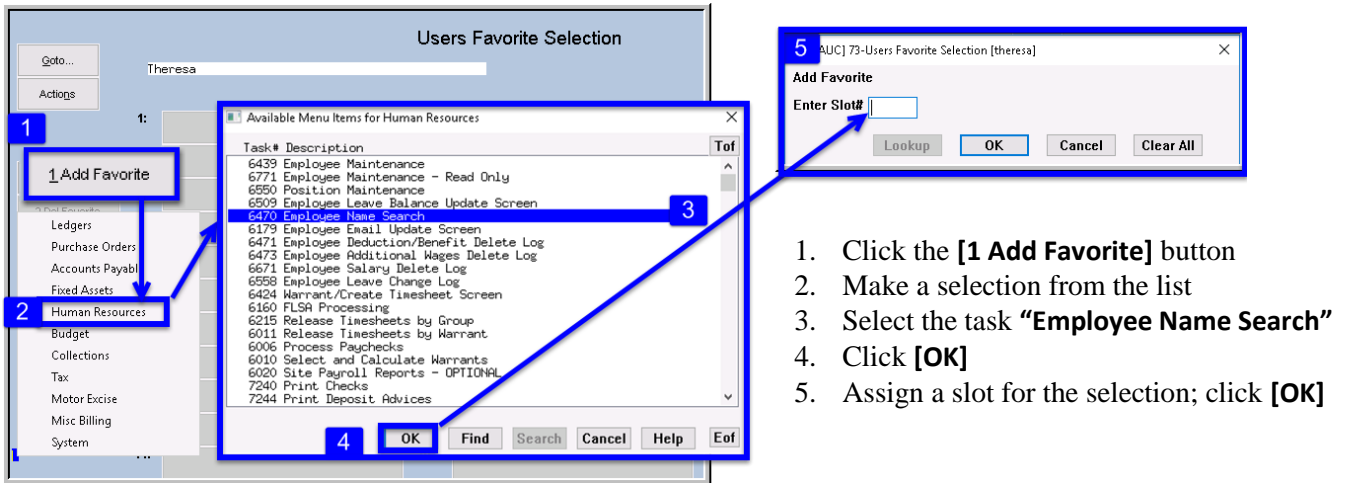 Users Favorite Selection
Goto...
Theresa
Actions
1
1:
1 Add Favorite
Ledgers
Purchase Orders
Accounts Payabl
Fixed Assets
2
Human Resources
Budget
Collections
Tax
Motor Excise
Misc Billing
System
Available Menu Items for Human Resources
Task# Description
Tof
6439 Employee Maintenance
6771 Employee Maintenance - Read Only
6550 Position Maintenance
6509 Employee Leave Balance Update Screen
6470 Employee Name Search
3
6179 Employee Email Update Screen
6471 Employee Deduction/Benefit Delete Log
6473 Employee Additional Wages Delete Log
6671 Employee Salary Delete Log
6558 Employee Leave Change Log
6424 Warrant/Create Timesheet Screen
6160 FLSA Processing
6215 Release Timesheets by Group
6011 Release Timesheets by Warrant
6006 Process Paychecks
6010 Select and Calculate Warrants
6020 Site Payroll Reports - OPTIONAL
7240 Print Checks
7244 Print Deposit Advices
4
OK Find Search Cancel Help Eof
5
AUC] 73-Users Favorite Selection [theresa]
Add Favorite
Enter Slot#
Lookup OK Cancel Clear All
1. Click the [1 Add Favorite] button
2. Make a selection from the list
3. Select the task “Employee Name Search”
4. Click [OK]
5. Assign a slot for the selection; click [OK]